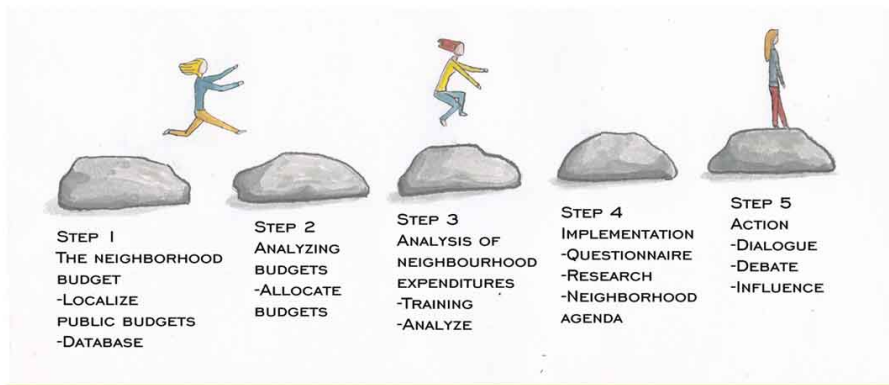 STEP 1
THE NEIGHBORHOOD
BUDGET
-LOCALIZE
PUBLIC BUDGETS
-DATABASE
STEP 2
ANALYZING
BUDGETS
-ALLOCATE
BUDGETS
STEP 3
ANALYSIS OF
NEIGHBOURHOOD
EXPENDITURES
-TRAINING
-ANALYZE
STEP 4
IMPLEMENTATION
-QUESTIONNAIRE
-RESEARCH
-NEIGHBORHOOD
AGENDA
STEP 5
ACTION
-DIALOGUE
-DEBATE
-INFLUENCE